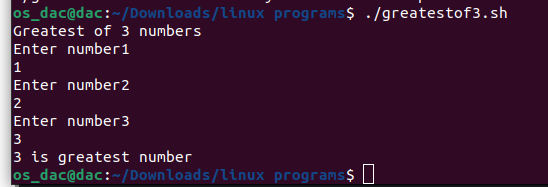 os_dac@dac:~/Downloads/linux programs$ ./greatestof3.sh
Greatest of 3 numbers
Enter number1
1
Enter number2
2
Enter number3
3
3 is greatest number
os_dac@dac:~/Downloads/linux programs$